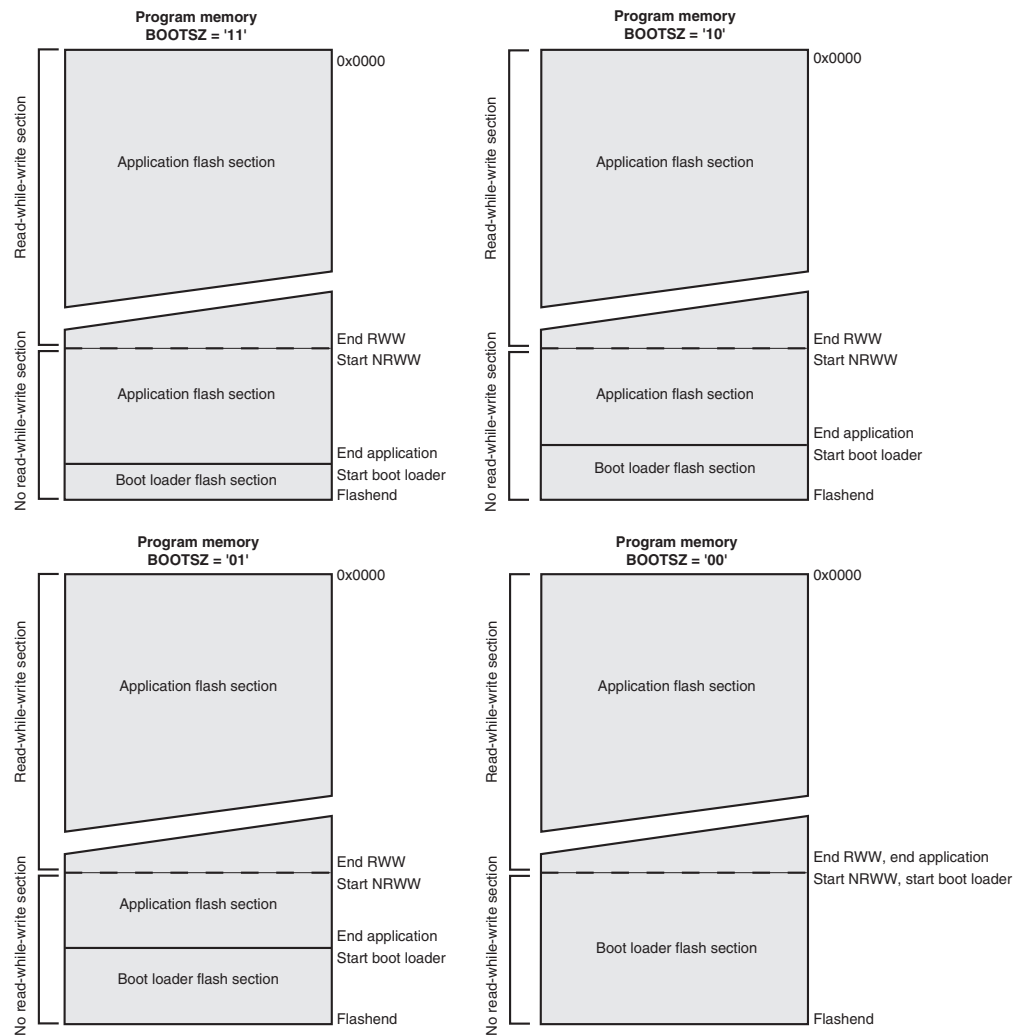 Program memory
BOOTSZ = '11'
0x0000
Read-while-write section
Application flash section
End RWW
Start NRWW
No read-while-write section
Application flash section
End application
Start boot loader
Boot loader flash section
Flashend
Program memory
BOOTSZ = '10'
0x0000
Read-while-write section
Application flash section
End RWW
Start NRWW
No read-while-write section
Application flash section
End application
Start boot loader
Boot loader flash section
Flashend
Program memory
BOOTSZ = '01'
0x0000
Read-while-write section
Application flash section
End RWW
Start NRWW
No read-while-write section
Application flash section
End application
Start boot loader
Boot loader flash section
Flashend
Program memory
BOOTSZ = '00'
0x0000
Read-while-write section
Application flash section
End RWW, end application
Start NRWW, start boot loader
No read-while-write section
Boot loader flash section
Flashend